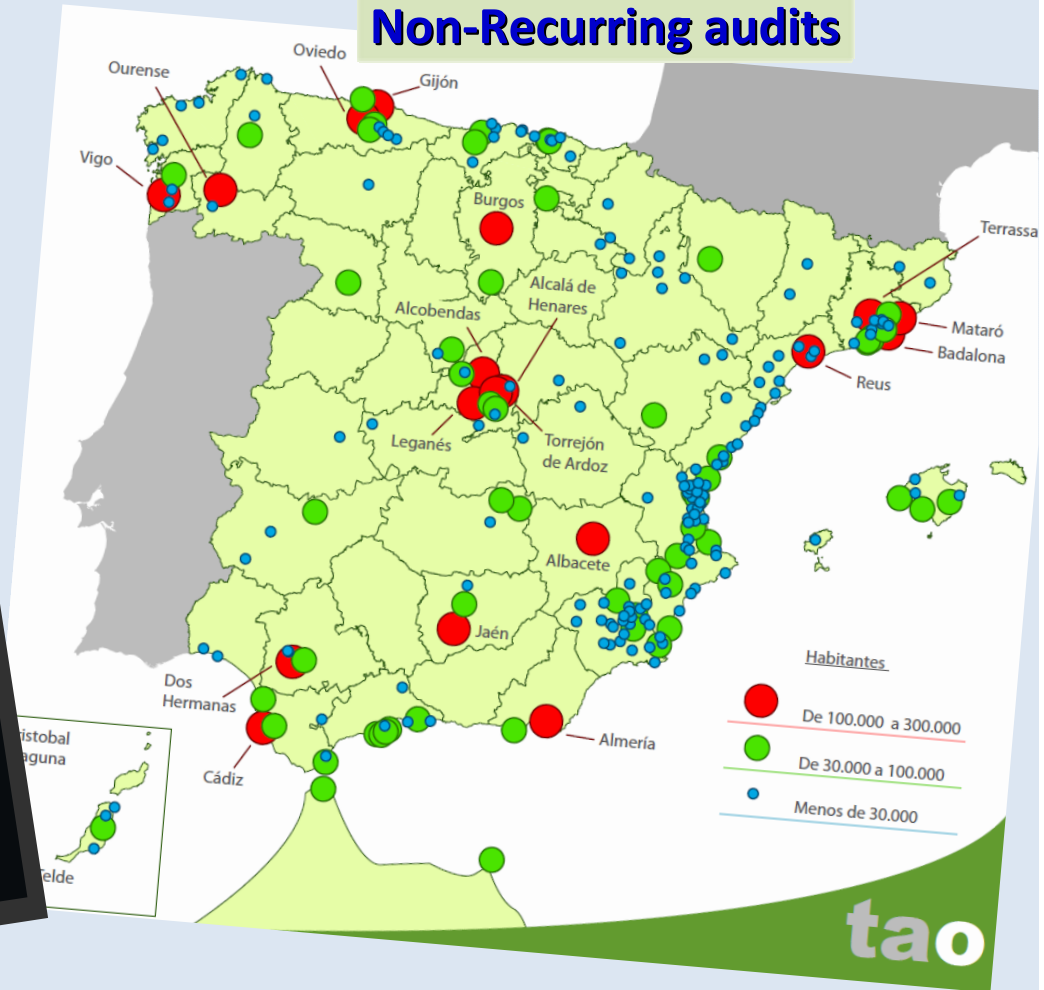 Non-Recurring audits
Oviedo
Gijón
Ourense
Vigo
Burgos
Terrassa
Alcalá de
Henares
Alcobendas
Mataró
Badalona
Reus
Leganés
Torrejón
de Ardoz
Albacete
Jaén
Dos
Hermanas
Cádiz
Almería
Habitantes
De 100.000 a 300.000
De 30.000 a 100.000
Menos de 30.000
istobal
aguna
elde
tao